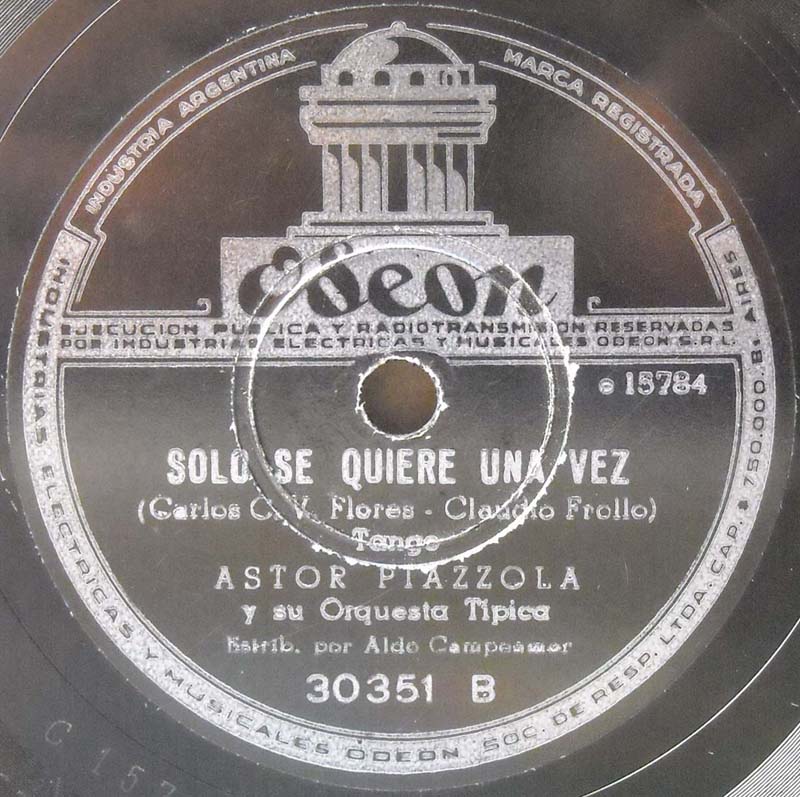 INDUSTRIA ARGENTINA
MARCA REGISTRADA
Odeon
EJECUCION PUBLICA Y RADIOTRANSMISION RESERVADAS
POR INDUSTRIAS ELECTRICAS Y MUSICALES ODEON S.R.L.
e 15784
SOLO SE QUIERE UNA VEZ
(Carlos C. V. Flores - Claudio Frollo)
Tango
ASTOR PIAZZOLA
y su Orquesta Típica
Estrib. por Aldo Campoamor
30351 B
INDUSTRIAS ELECTRICAS Y MUSICALES ODEON SOC. DE RESP. LTDA. CAP. $ 750.000. B. AIRES
C 157